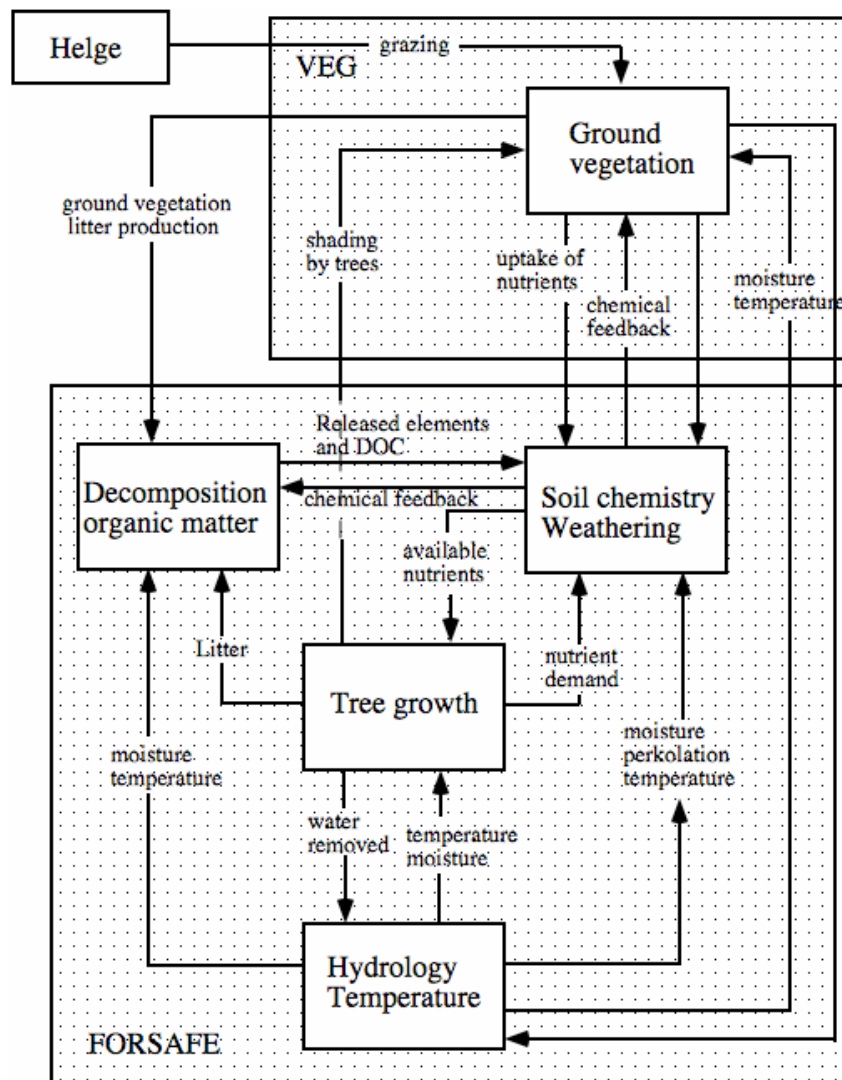 Helge
grazing
VEG
Ground
vegetation
ground vegetation
litter production
shading
by trees
uptake of
nutrients
chemical
feedback
moisture
temperature
Released elements
and DOC
Decomposition
organic matter
chemical feedback
Soil chemistry
Weathering
available
nutrients
Litter
Tree growth
nutrient
demand
moisture
temperature
moisture
perkolation
temperature
water
removed
temperature
moisture
Hydrology
Temperature
FORSAFE